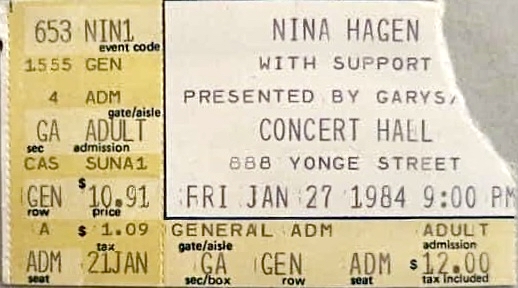 653 NIN1
event code
1555 GEN
4 ADM
gate/aisle
GA ADULT
sec admission
CAS SUNA1
GEN $10.91
row price
A $ 1.09
tax
ADM 21JAN
seat
NINA HAGEN
WITH SUPPORT
PRESENTED BY GARYS/
CONCERT HALL
888 YONGE STREET
FRI JAN 27 1984 9:00 PM
GENERAL ADM ADULT
gate/aisle admission
GA GEN ADM $12.00
sec/box row seat tax included